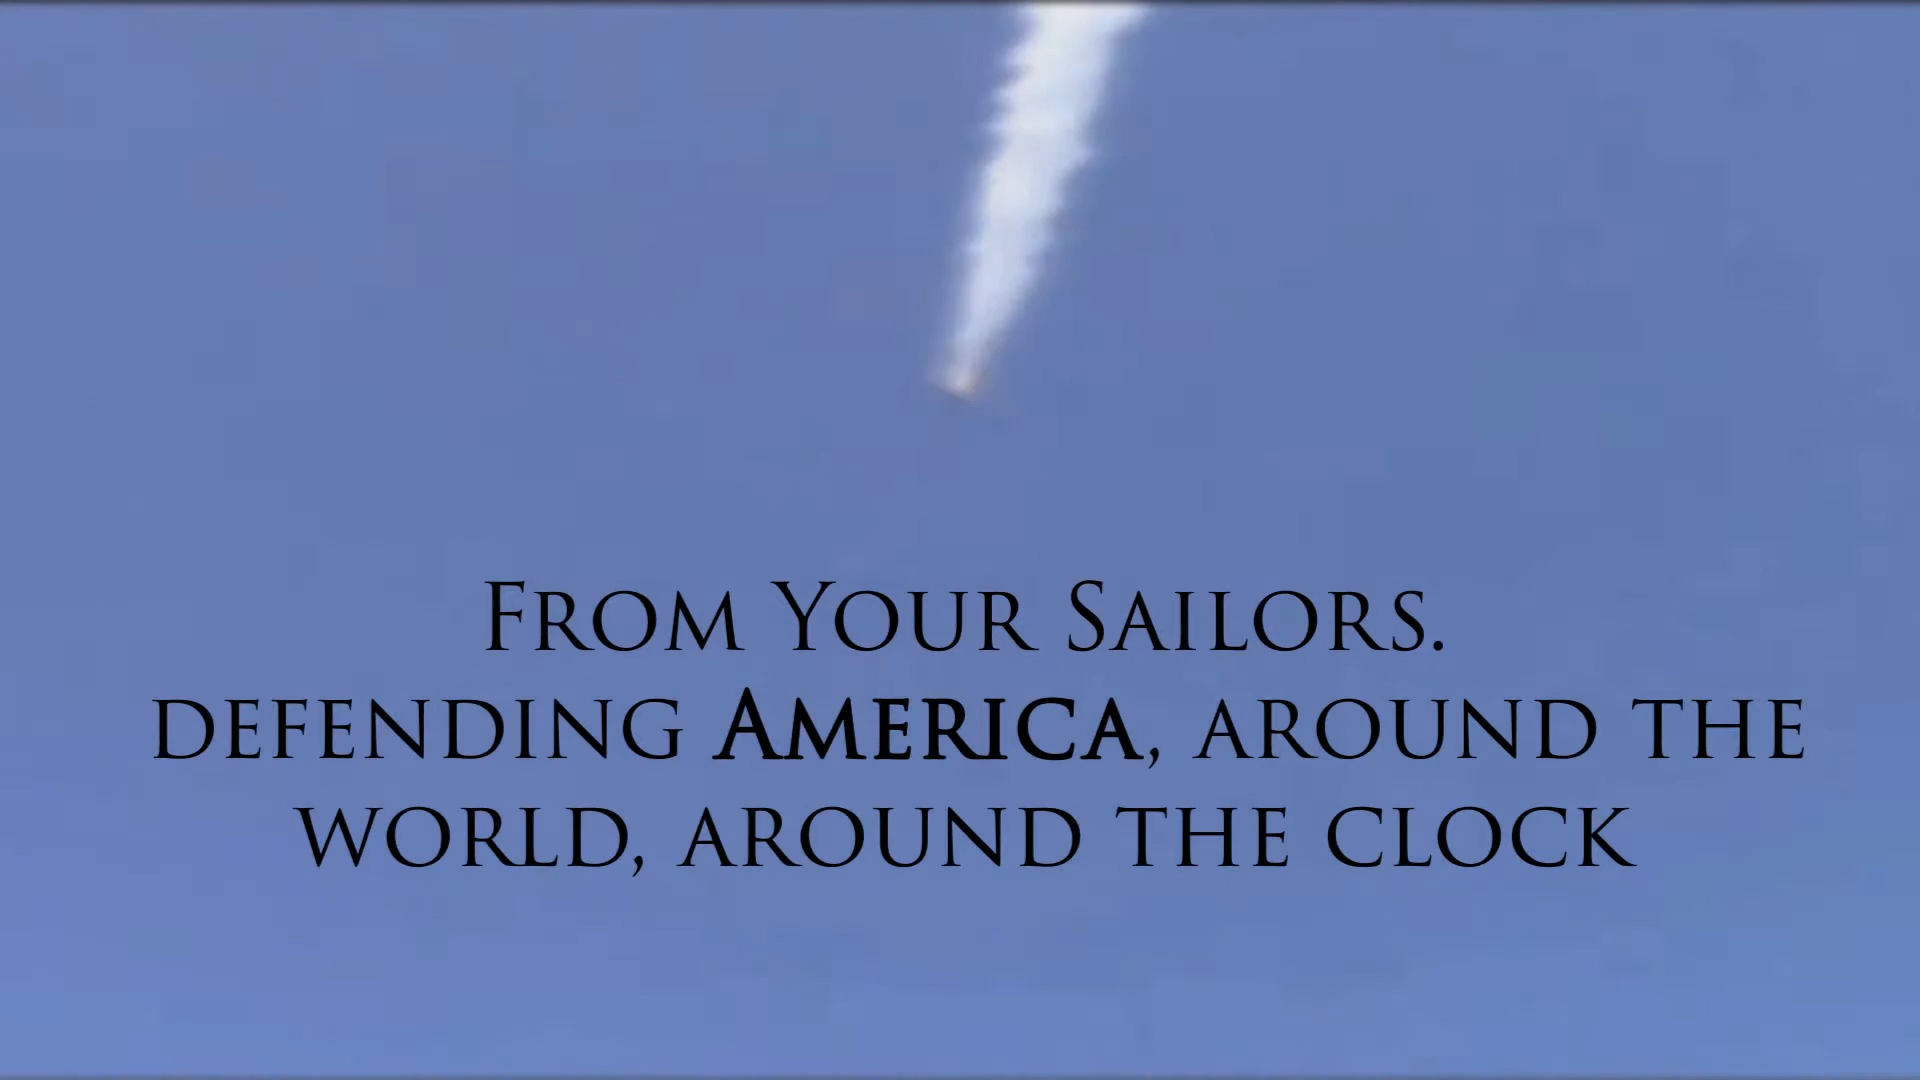 From Your Sailors.
defending America, around the
world, around the clock